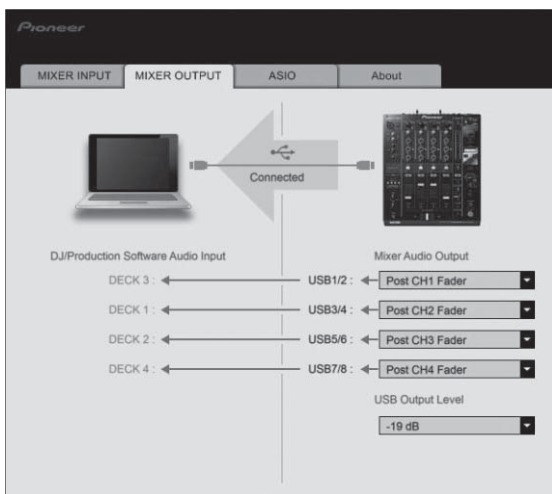 Pioneer
MIXER INPUT
MIXER OUTPUT
ASIO
About
Connected
DJ/Production Software Audio Input
Mixer Audio Output
DECK 3 : USB1/2 : Post CH1 Fader
DECK 1 : USB3/4 : Post CH2 Fader
DECK 2 : USB5/6 : Post CH3 Fader
DECK 4 : USB7/8 : Post CH4 Fader
USB Output Level
-19 dB